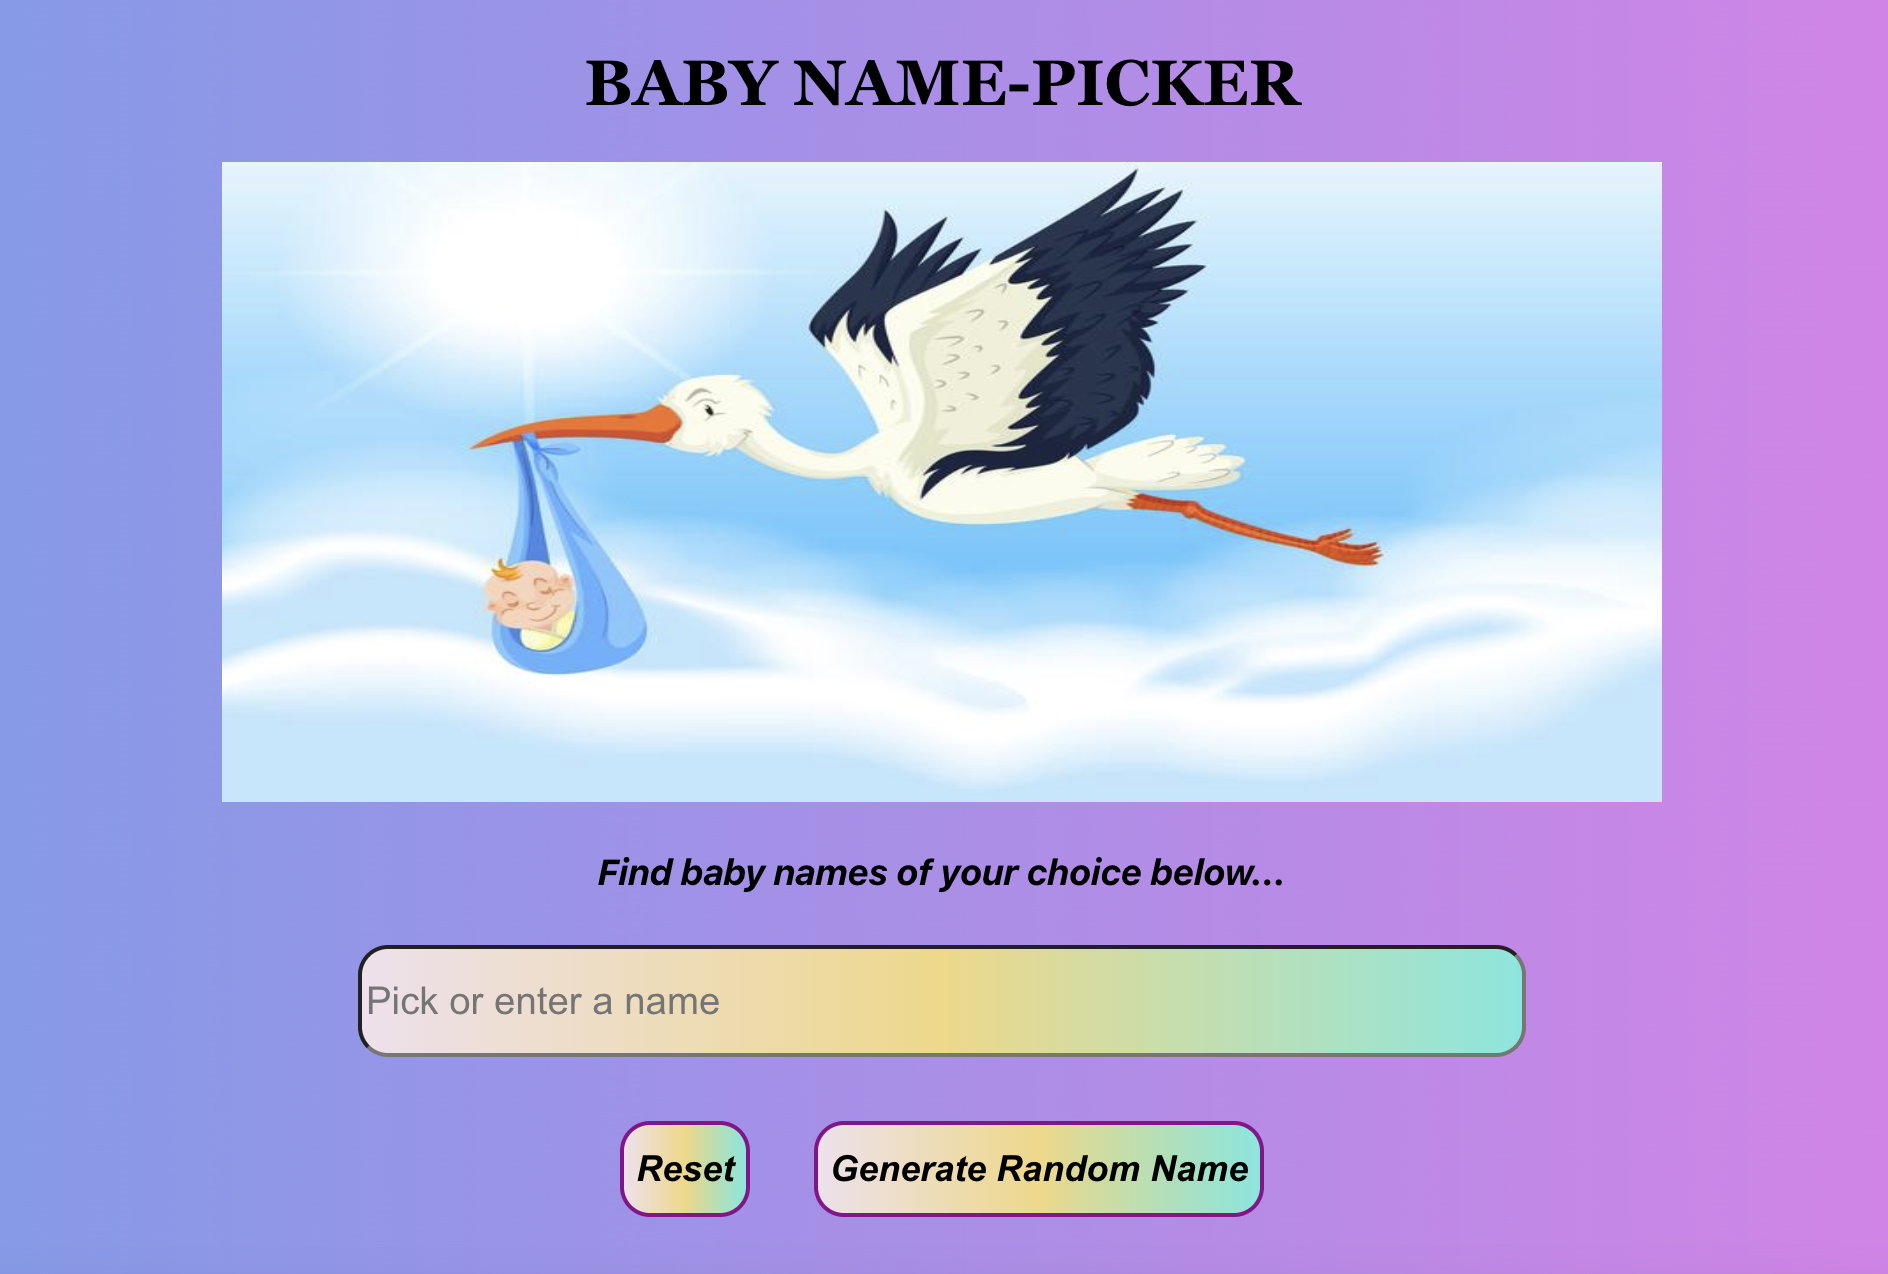 BABY NAME-PICKER
Find baby names of your choice below...
Pick or enter a name
Reset
Generate Random Name